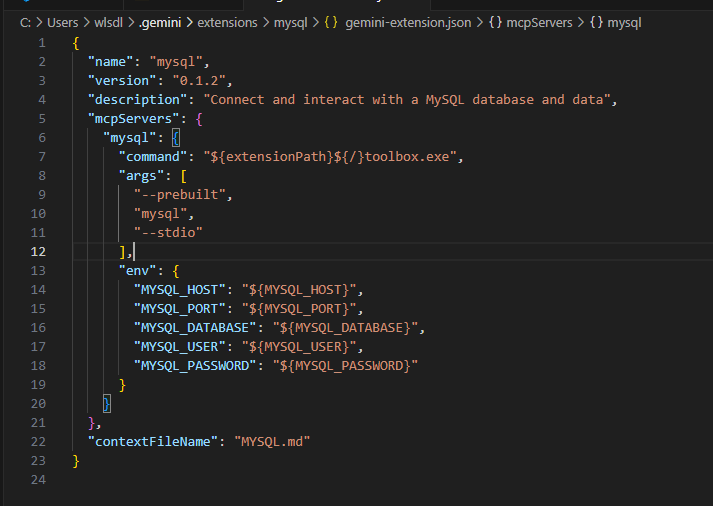 C: > Users > wlsdl > .gemini > extensions > mysql > {} gemini-extension.json > {} mcpServers > {} mysql
1 {
2 "name": "mysql",
3 "version": "0.1.2",
4 "description": "Connect and interact with a MySQL database and data",
5 "mcpServers": {
6 "mysql": {
7 "command": "${extensionPath}${/}toolbox.exe",
8 "args": [
9 "--prebuilt",
10 "mysql",
11 "--stdio"
12 ],
13 "env": {
14 "MYSQL_HOST": "${MYSQL_HOST}",
15 "MYSQL_PORT": "${MYSQL_PORT}",
16 "MYSQL_DATABASE": "${MYSQL_DATABASE}",
17 "MYSQL_USER": "${MYSQL_USER}",
18 "MYSQL_PASSWORD": "${MYSQL_PASSWORD}"
19 }
20 }
21 },
22 "contextFileName": "MYSQL.md"
23 }
24